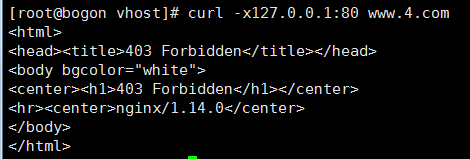 [root@bogon vhost]# curl -x127.0.0.1:80 www.4.com
<html>
<head><title>403 Forbidden</title></head>
<body bgcolor="white">
<center><h1>403 Forbidden</h1></center>
<hr><center>nginx/1.14.0</center>
</body>
</html>